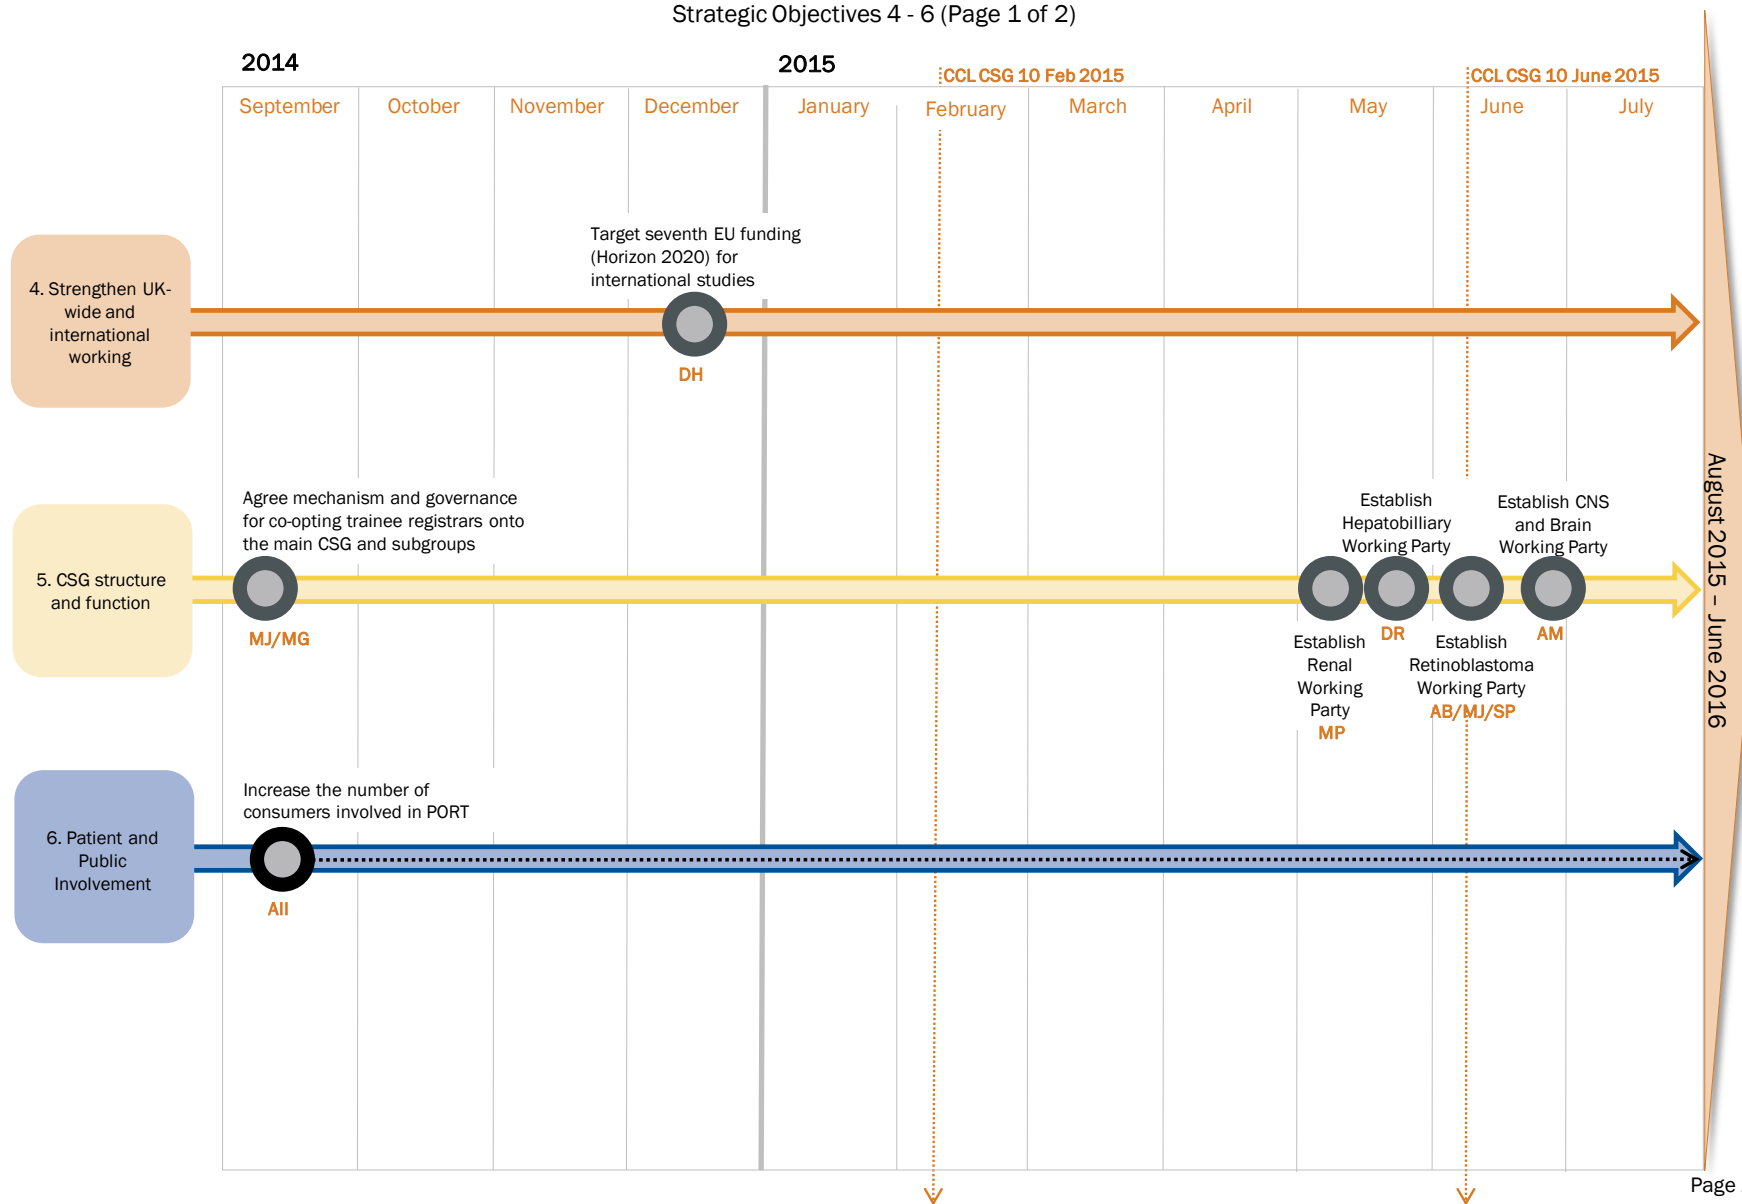 Strategic Objectives 4 - 6 (Page 1 of 2)
2014
2015
CCL CSG 10 Feb 2015
CCL CSG 10 June 2015
September
October
November
December
January
February
March
April
May
June
July
Target seventh EU funding
(Horizon 2020) for
international studies
4. Strengthen UK-
wide and
international
working
DH
Agree mechanism and governance
for co-opting trainee registrars onto
the main CSG and subgroups
Establish
Hepatobilliary
Working Party
Establish CNS
and Brain
Working Party
5. CSG structure
and function
MJ/MG
DR
AM
Establish
Renal
Working
Party
MP
Establish
Retinoblastoma
Working Party
AB/MJ/SP
August 2015 – June 2016
Increase the number of
consumers involved in PORT
6. Patient and
Public
Involvement
All
Page